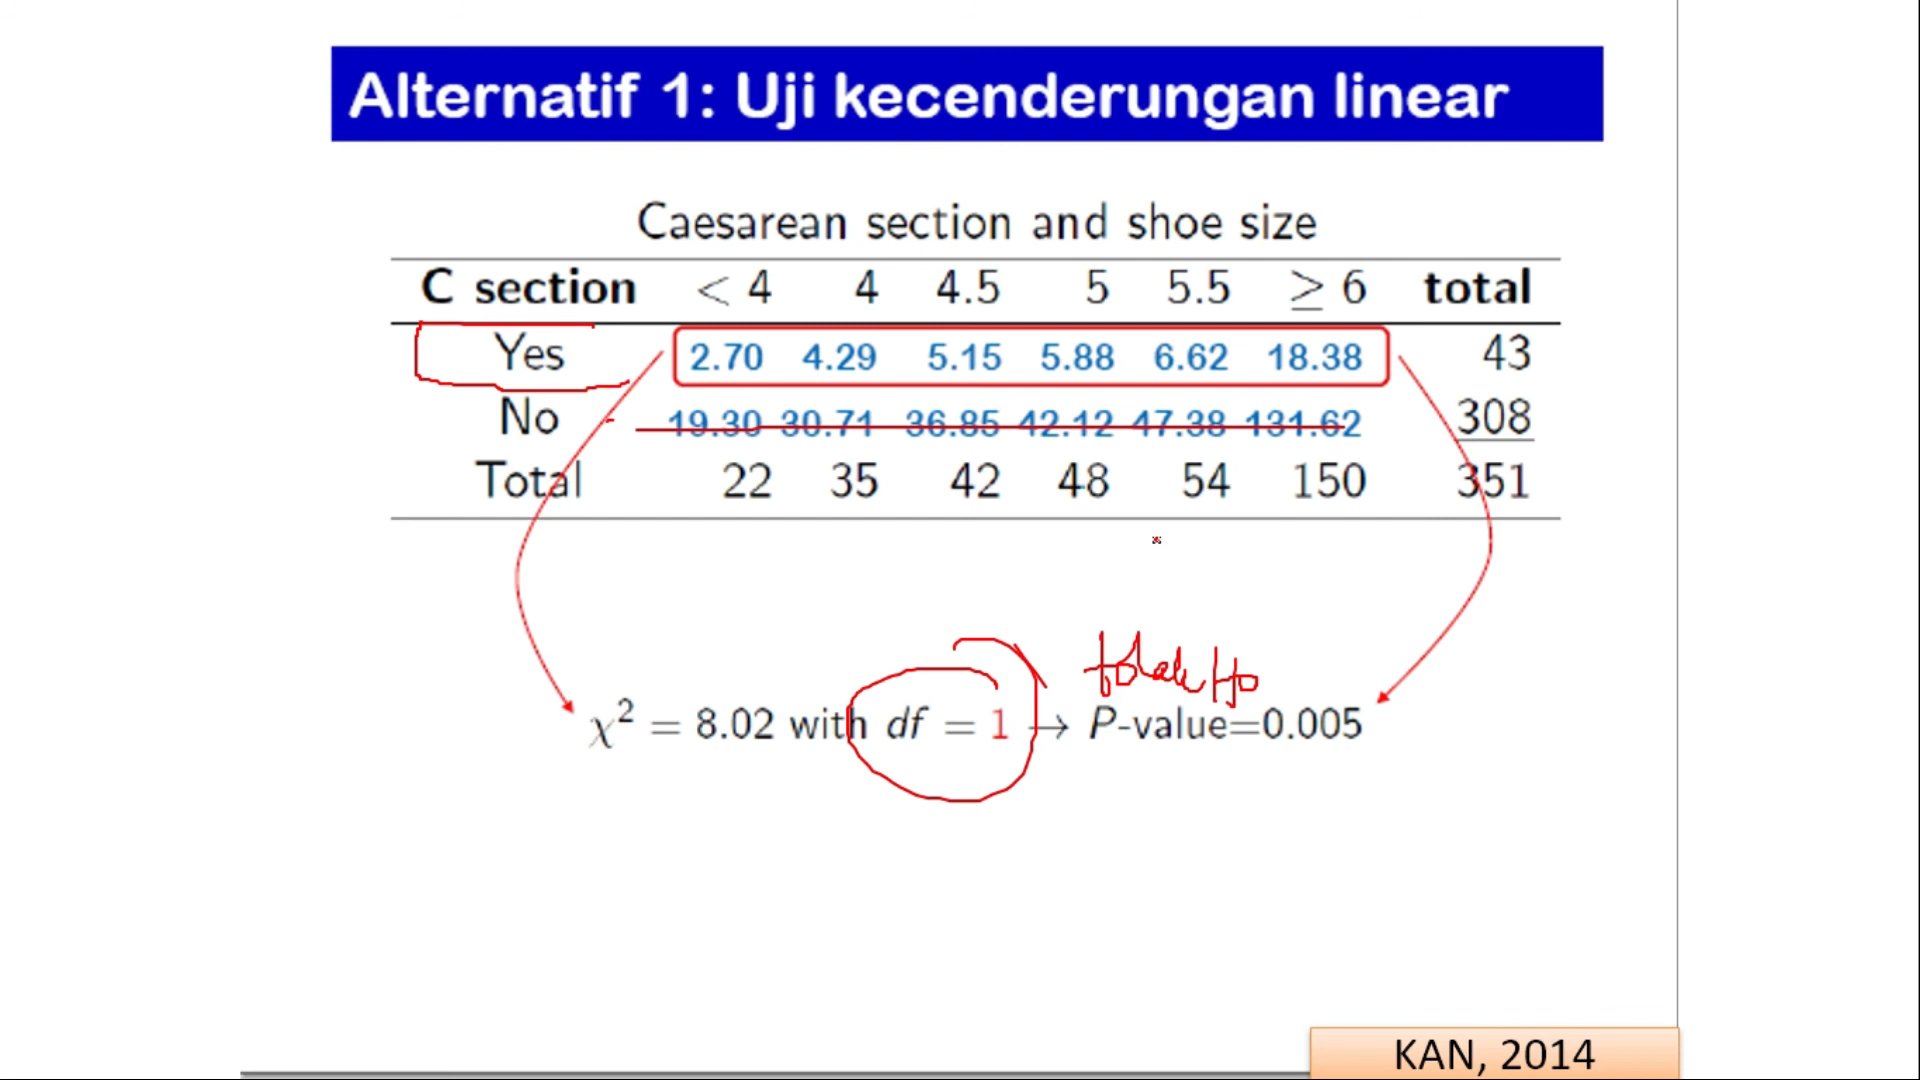 Alternatif 1: Uji kecenderungan linear
Caesarean section and shoe size
C section < 4 4 4.5 5 5.5 ≥ 6 total
Yes 2.70 4.29 5.15 5.88 6.62 18.38 43
No 19.30 30.71 36.85 42.12 47.38 131.62 308
Total 22 35 42 48 54 150 351
tolak Ho
χ² = 8.02 with df = 1 → P-value=0.005
KAN, 2014